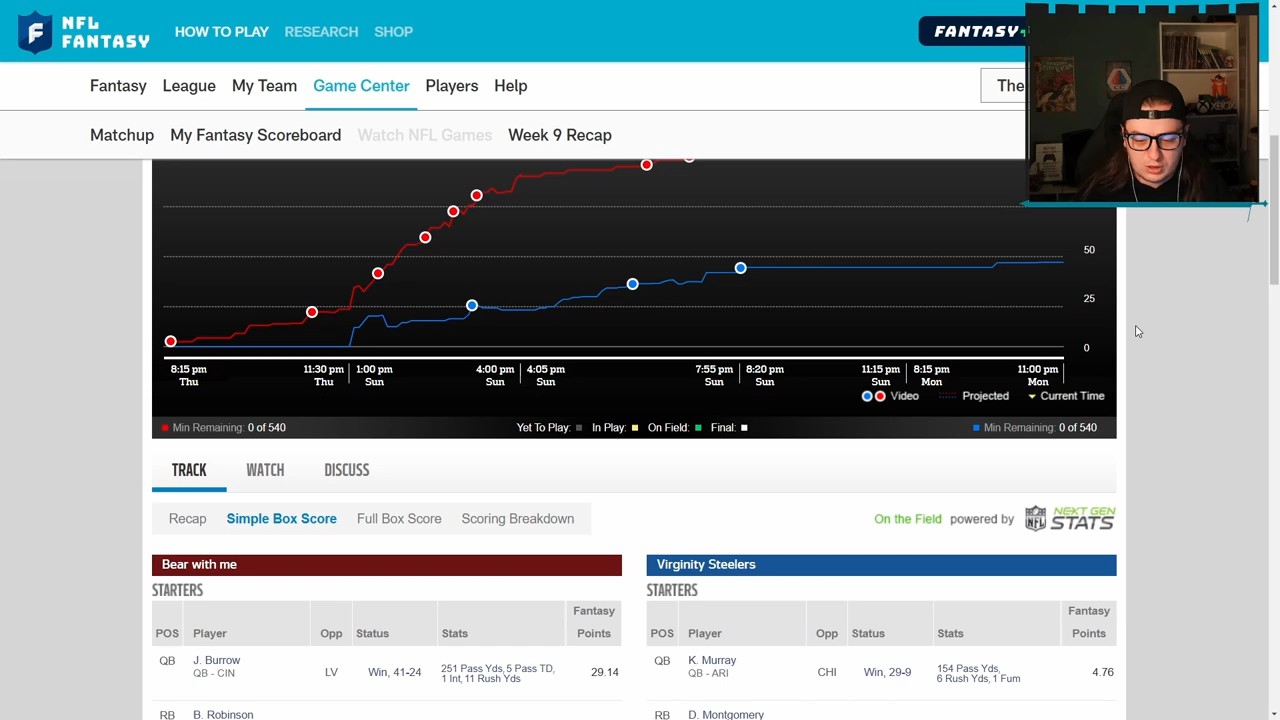 NFL FANTASY
HOW TO PLAY RESEARCH SHOP
FANTASY+
Fantasy League My Team Game Center Players Help
The
Matchup My Fantasy Scoreboard Watch NFL Games Week 9 Recap
50
25
0
8:15 pm Thu 11:30 pm Thu 1:00 pm Sun 4:00 pm Sun 4:05 pm Sun 7:55 pm Sun 8:20 pm Sun 11:15 pm Sun 8:15 pm Mon 11:00 pm Mon
Video Projected Current Time
Min Remaining: 0 of 540 Yet To Play: In Play: On Field: Final: Min Remaining: 0 of 540
TRACK WATCH DISCUSS
Recap Simple Box Score Full Box Score Scoring Breakdown
On the Field powered by NFL NEXT GEN STATS
Bear with me Virginity Steelers
STARTERS STARTERS
POS Player Opp Status Stats Fantasy Points POS Player Opp Status Stats Fantasy Points
QB J. Burrow QB - CIN LV Win, 41-24 251 Pass Yds, 5 Pass TD, 1 Int, 11 Rush Yds 29.14 QB K. Murray QB - ARI CHI Win, 29-9 154 Pass Yds, 6 Rush Yds, 1 Fum 4.76
RB B. Robinson RB D. Montgomery